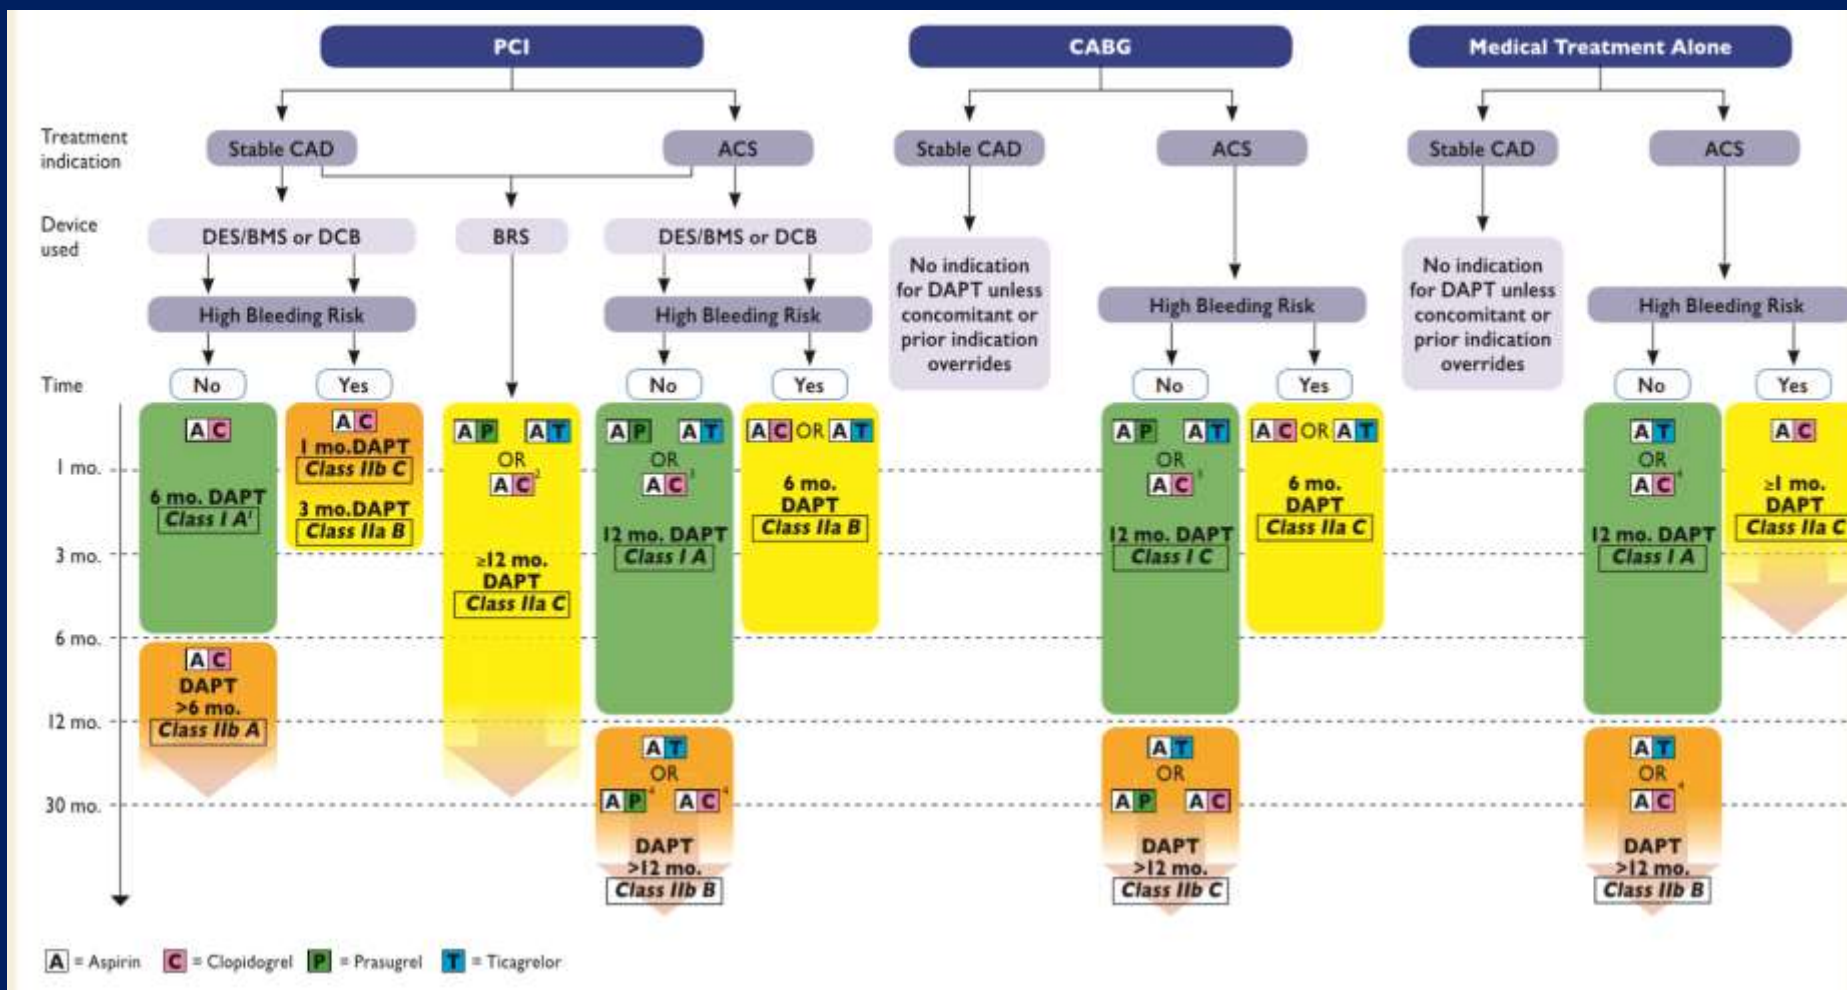 PCI
CABG
Medical Treatment Alone
Treatment
indication
Stable CAD
ACS
Stable CAD
ACS
Stable CAD
ACS
Device
used
DES/BMS or DCB
BRS
DES/BMS or DCB
No indication
for DAPT unless
concomitant or
prior indication
overrides
No indication
for DAPT unless
concomitant or
prior indication
overrides
High Bleeding Risk
High Bleeding Risk
High Bleeding Risk
High Bleeding Risk
Time
No
Yes
No
Yes
No
Yes
No
Yes
1 mo.
3 mo.
6 mo.
12 mo.
30 mo.
A C
6 mo. DAPT
Class I A¹
A C
DAPT
>6 mo.
Class IIb A
A C
1 mo.DAPT
Class IIb C
3 mo.DAPT
Class IIa B
A P A T
OR
A C ²
≥12 mo.
DAPT
Class IIa C
A P A T
OR
A C ³
12 mo. DAPT
Class I A
A T
OR
A P ⁴ A C ⁴
DAPT
>12 mo.
Class IIb B
A C OR A T
6 mo.
DAPT
Class IIa B
A P A T
OR
A C ³
12 mo. DAPT
Class I C
A T
OR
A P A C
DAPT
>12 mo.
Class IIb C
A C OR A T
6 mo.
DAPT
Class IIa C
A T
OR
A C ⁴
12 mo. DAPT
Class I A
A T
OR
A C ⁴
DAPT
>12 mo.
Class IIb B
A C
≥1 mo.
DAPT
Class IIa C
A = Aspirin C = Clopidogrel P = Prasugrel T = Ticagrelor